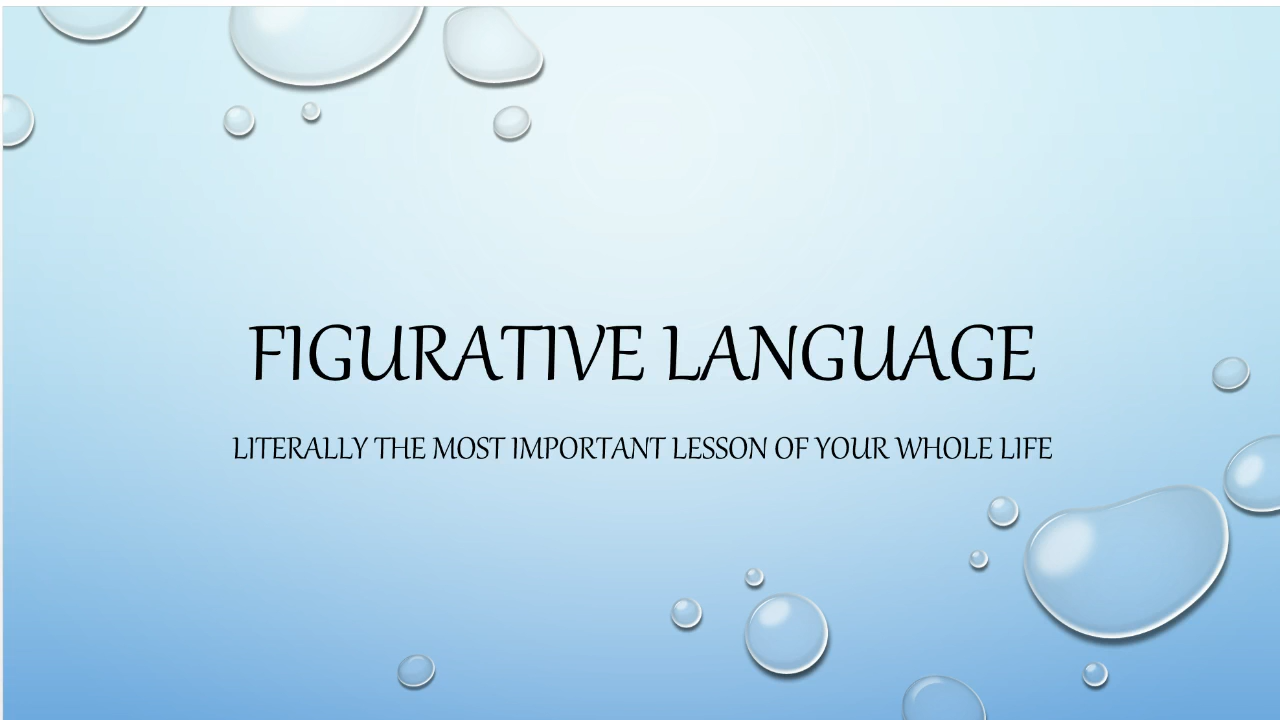 FIGURATIVE LANGUAGE
LITERALLY THE MOST IMPORTANT LESSON OF YOUR WHOLE LIFE